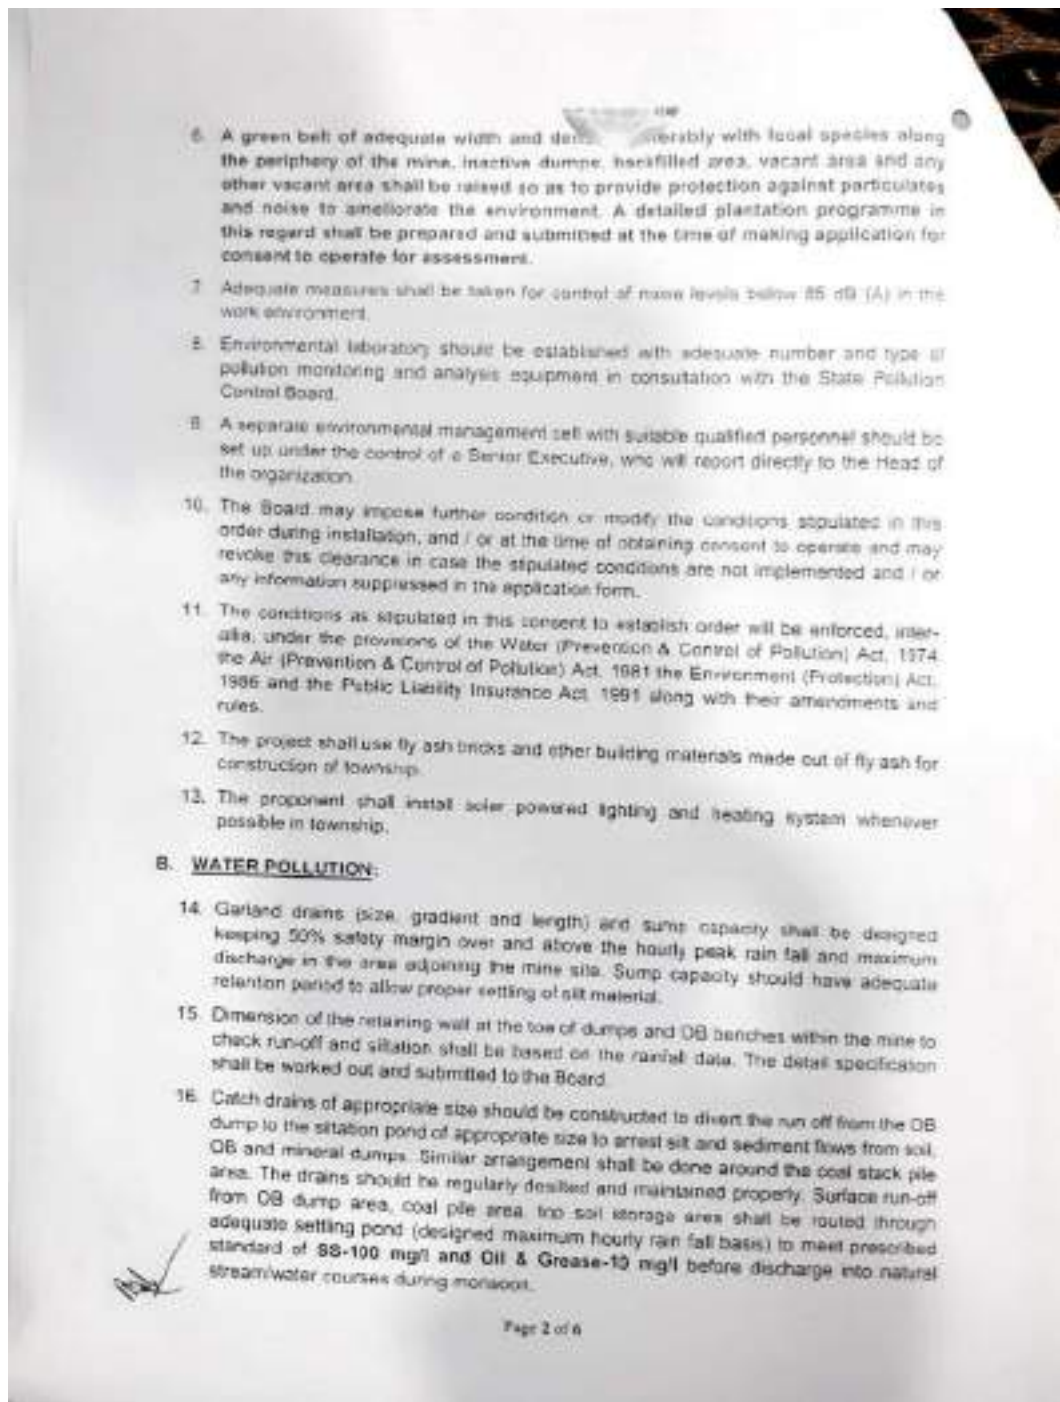 6. A green belt of adequate width and with local species along
the periphery of the mine, inactive dumps, backfilled area, vacant area and any
other vacant area shall be raised so as to provide protection against particulates
and noise to ameliorate the environment. A detailed plantation programme in
this regard shall be prepared and submitted at the time of making application for
consent to operate for assessment.
7. Adequate measures shall be taken for control of noise levels below 85 dB (A) in the
work environment.
8. Environmental laboratory should be established with adequate number and type of
pollution monitoring and analysis equipment in consultation with the State Pollution
Control Board.
9. A separate environmental management cell with suitable qualified personnel should be
set up under the control of a Senior Executive, who will report directly to the Head of
the organization.
10. The Board may impose further condition or modify the conditions stipulated in this
order during installation, and / or at the time of obtaining consent to operate and may
revoke this clearance in case the stipulated conditions are not implemented and / or
any information suppressed in the application form.
11. The conditions as stipulated in this consent to establish order will be enforced, inter-
alia, under the provisions of the Water (Prevention & Control of Pollution) Act, 1974
the Air (Prevention & Control of Pollution) Act, 1981 the Environment (Protection) Act,
1986 and the Public Liability Insurance Act, 1991 along with their amendments and
rules.
12. The project shall use fly ash bricks and other building materials made out of fly ash for
construction of township.
13. The proponent shall install solar powered lighting and heating system whenever
possible in township.
B. WATER POLLUTION:
14. Garland drains (size, gradient and length) and sump capacity shall be designed
keeping 50% safety margin over and above the hourly peak rain fall and maximum
discharge in the area adjoining the mine site. Sump capacity should have adequate
retention period to allow proper settling of silt material.
15. Dimension of the retaining wall at the toe of dumps and OB benches within the mine to
check run-off and siltation shall be based on the rainfall data. The detail specification
shall be worked out and submitted to the Board.
16. Catch drains of appropriate size should be constructed to divert the run off from the OB
dump to the siltation pond of appropriate size to arrest silt and sediment flows from soil,
OB and mineral dumps. Similar arrangement shall be done around the coal stack pile
area. The drains should be regularly desilted and maintained properly. Surface run-off
from OB dump area, coal pile area, top soil storage area shall be routed through
adequate settling pond (designed maximum hourly rain fall basis) to meet prescribed
standard of SS-100 mg/l and Oil & Grease-10 mg/l before discharge into natural
stream/water courses during monsoon.
Page 2 of 6